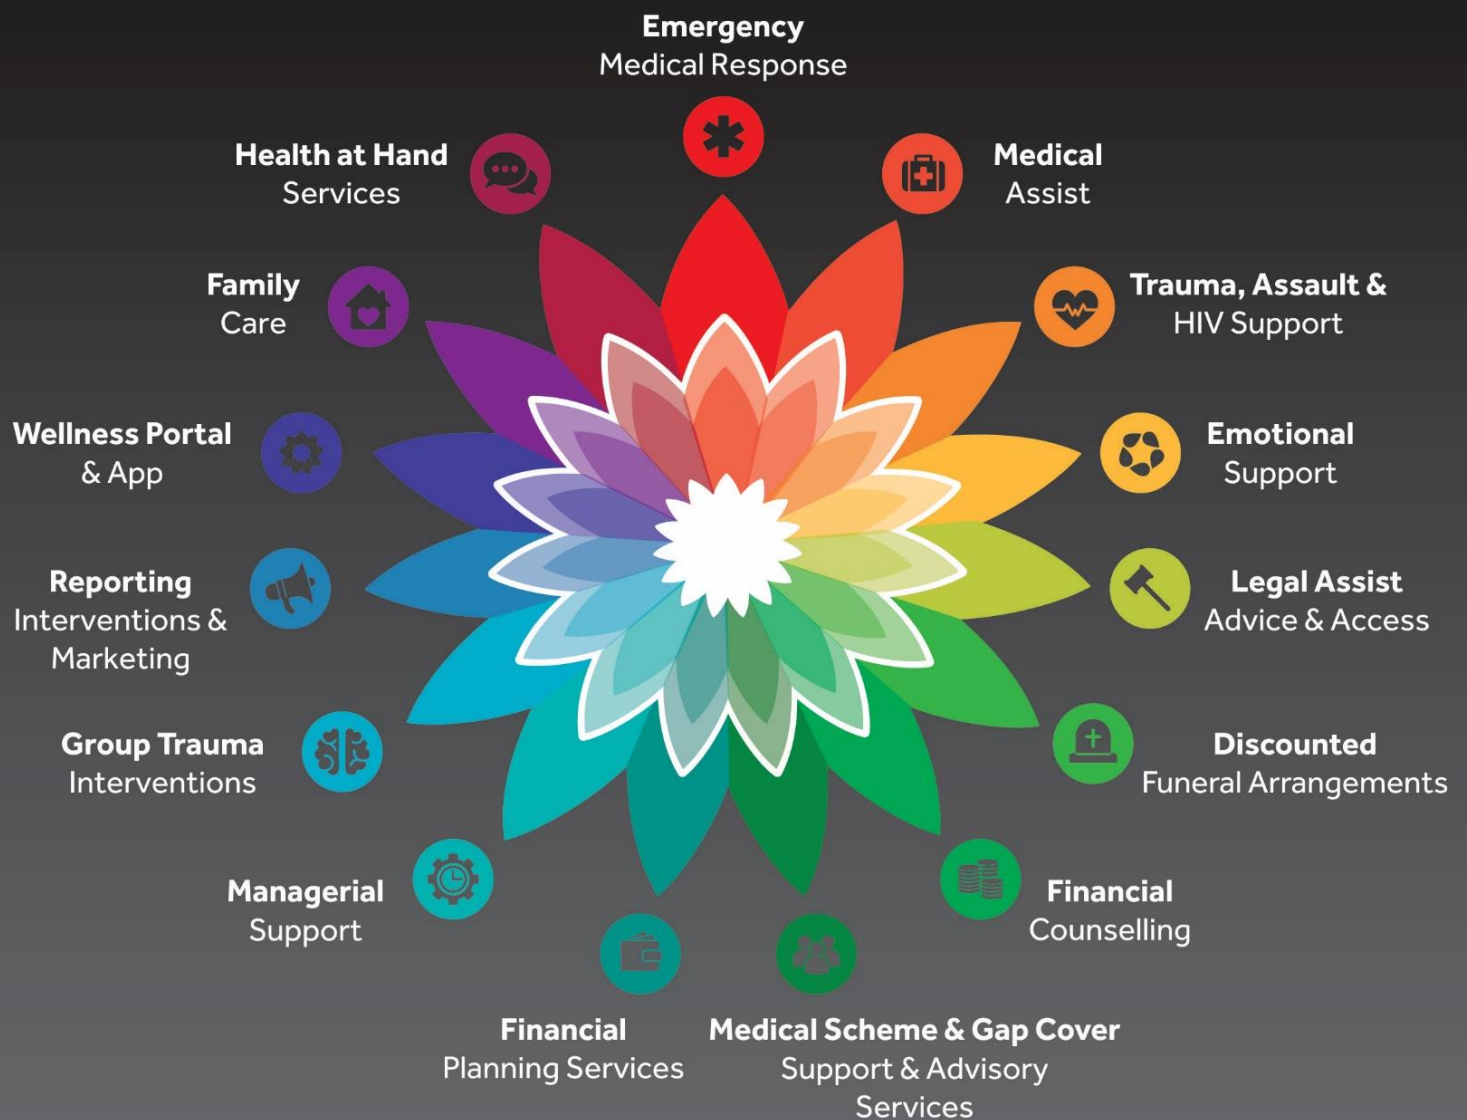 Emergency
Medical Response
Medical
Assist
Trauma, Assault &
HIV Support
Emotional
Support
Legal Assist
Advice & Access
Discounted
Funeral Arrangements
Financial
Counselling
Medical Scheme & Gap Cover
Support & Advisory
Services
Financial
Planning Services
Managerial
Support
Group Trauma
Interventions
Reporting
Interventions &
Marketing
Wellness Portal
& App
Family
Care
Health at Hand
Services